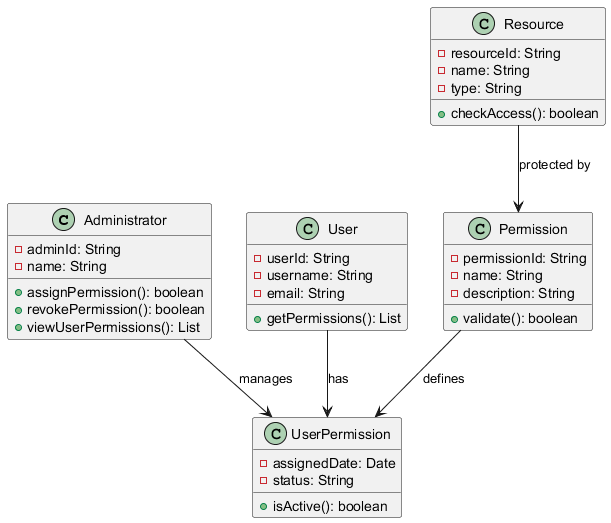 C Resource
resourceId: String
name: String
type: String
checkAccess(): boolean
protected by
C Administrator
adminId: String
name: String
assignPermission(): boolean
revokePermission(): boolean
viewUserPermissions(): List
C User
userId: String
username: String
email: String
getPermissions(): List
C Permission
permissionId: String
name: String
description: String
validate(): boolean
manages
has
defines
C UserPermission
assignedDate: Date
status: String
isActive(): boolean